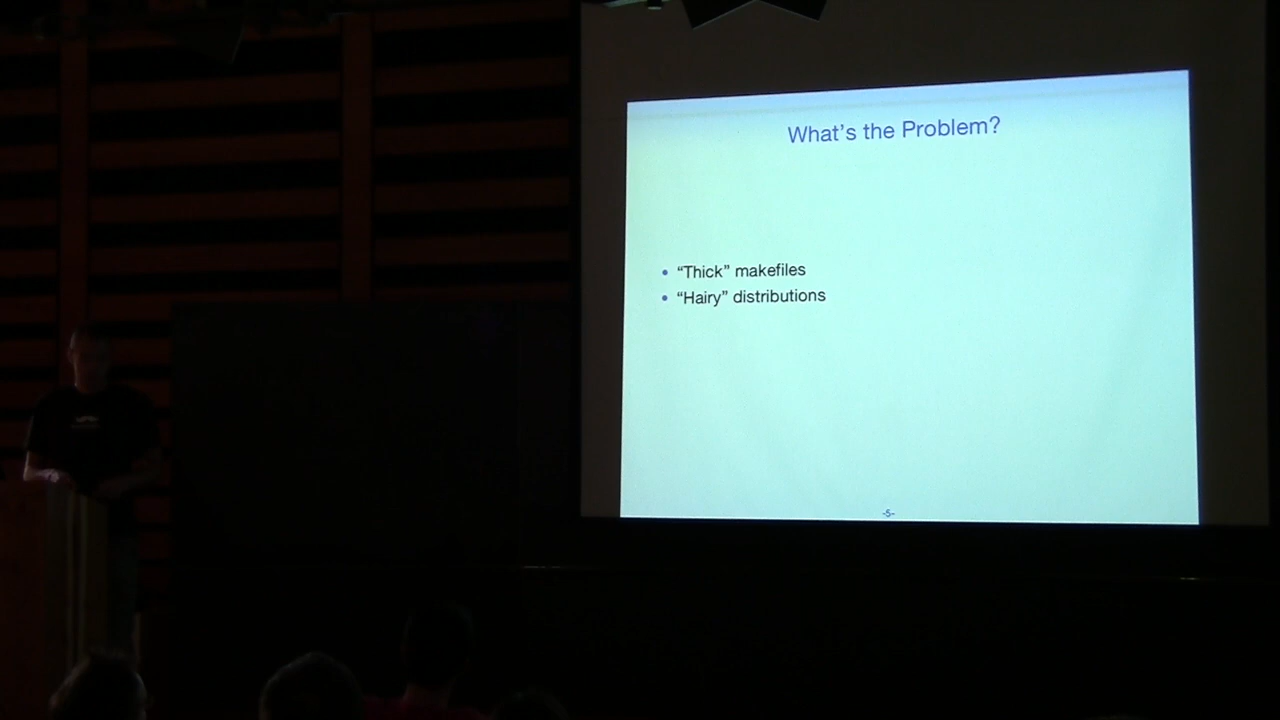 What's the Problem?
• “Thick” makefiles
• “Hairy” distributions
-5-